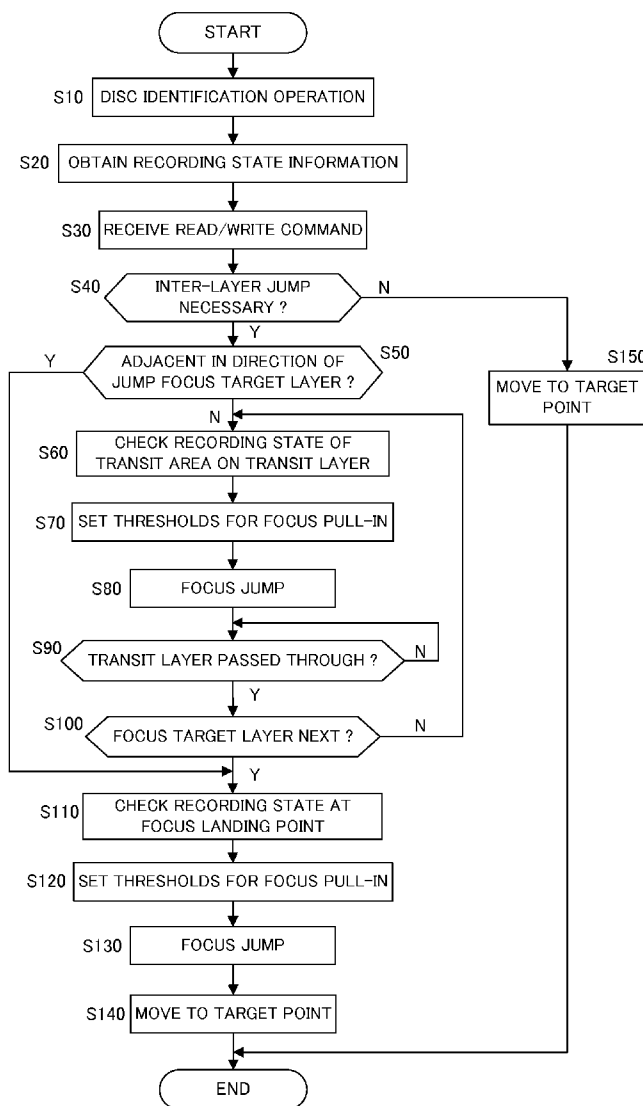 START
S10
DISC IDENTIFICATION OPERATION
S20
OBTAIN RECORDING STATE INFORMATION
S30
RECEIVE READ/WRITE COMMAND
S40
INTER-LAYER JUMP
NECESSARY ?
N
Y
S50
Y
ADJACENT IN DIRECTION OF
JUMP FOCUS TARGET LAYER ?
S150
MOVE TO TARGET
POINT
N
S60
CHECK RECORDING STATE OF
TRANSIT AREA ON TRANSIT LAYER
S70
SET THRESHOLDS FOR FOCUS PULL-IN
S80
FOCUS JUMP
S90
TRANSIT LAYER PASSED THROUGH ?
N
Y
S100
FOCUS TARGET LAYER NEXT ?
N
Y
S110
CHECK RECORDING STATE AT
FOCUS LANDING POINT
S120
SET THRESHOLDS FOR FOCUS PULL-IN
S130
FOCUS JUMP
S140
MOVE TO TARGET POINT
END